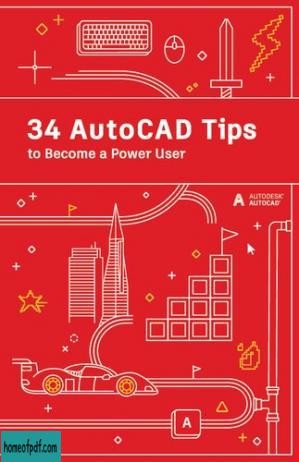 34 AutoCAD Tips
to Become a Power User
A AUTODESK®
AUTOCAD®
A
homeofpdf.com